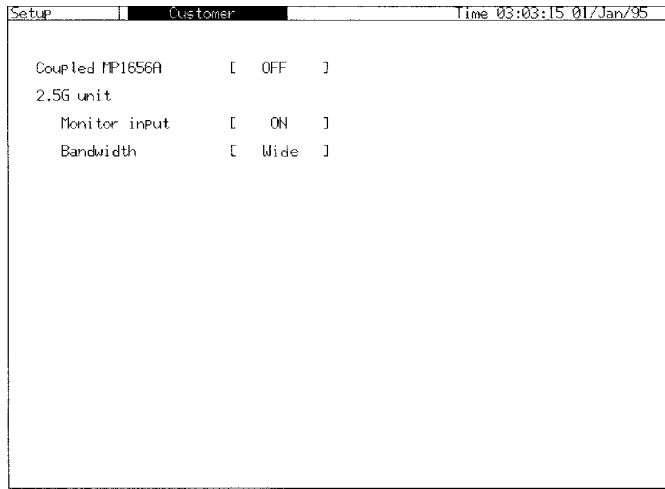 Setup Customer Time 03:03:15 01/Jan/95
Coupled MP1656A [ OFF ]
2.5G unit
Monitor input [ ON ]
Bandwidth [ Wide ]